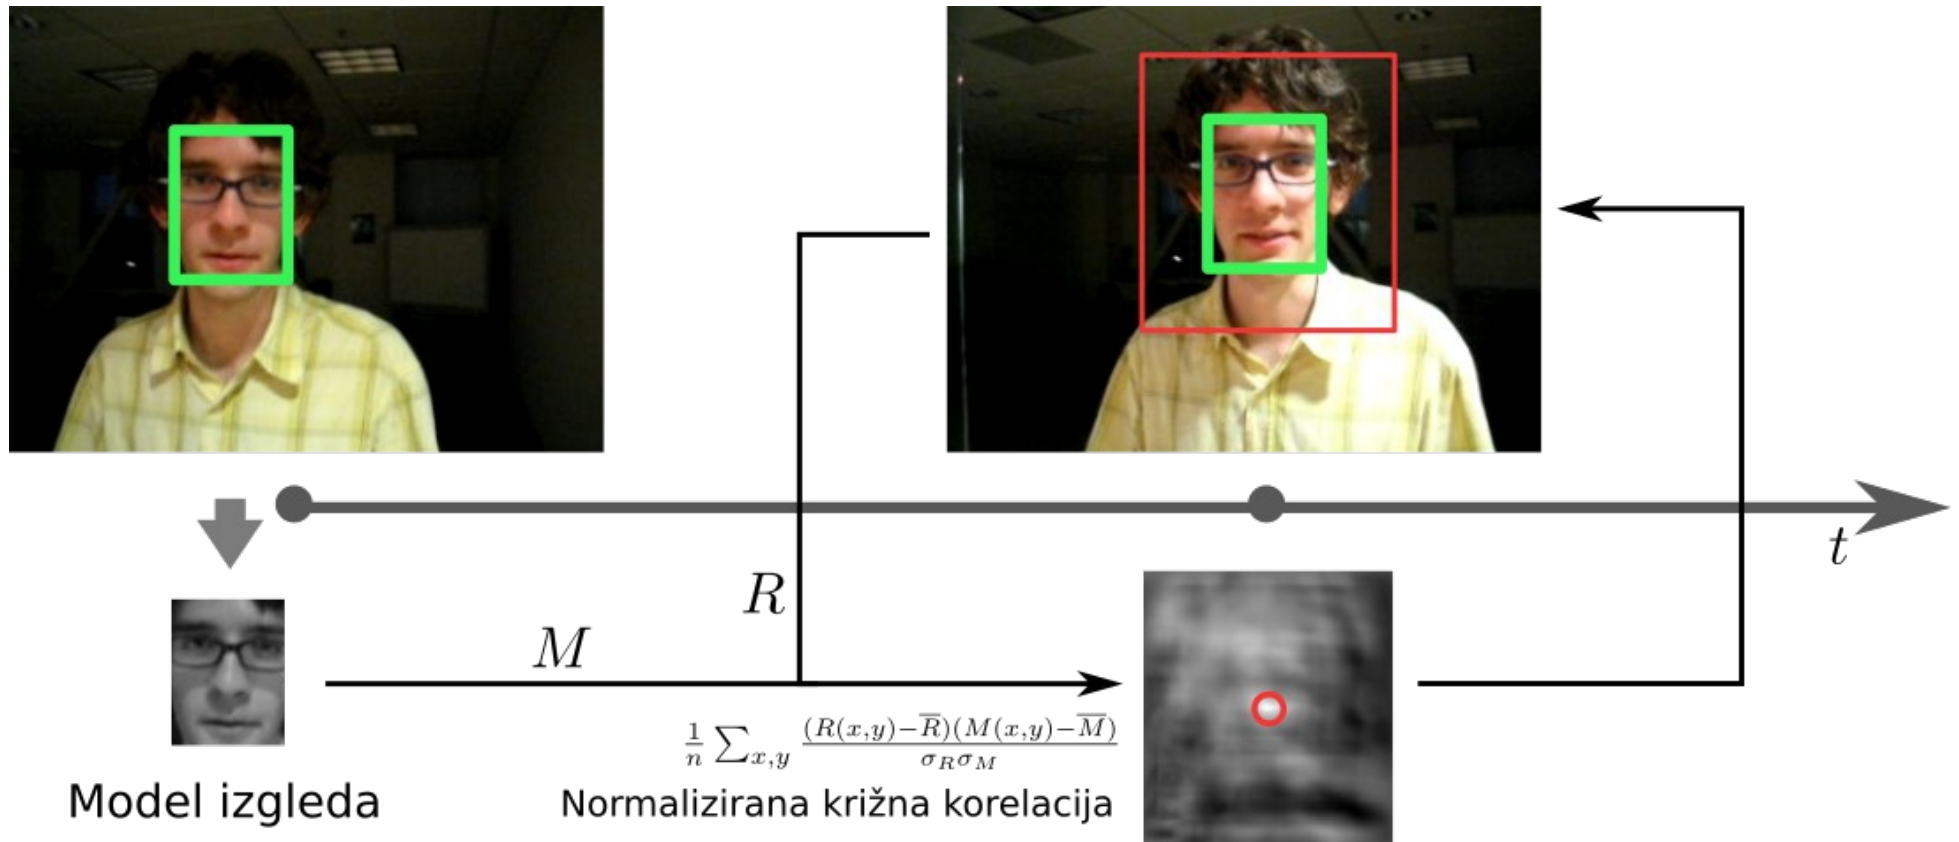 t
R
M
\frac{1}{n} \sum_{x,y} \frac{(R(x,y)-\overline{R})(M(x,y)-\overline{M})}{\sigma_R \sigma_M}
Model izgleda
Normalizirana križna korelacija